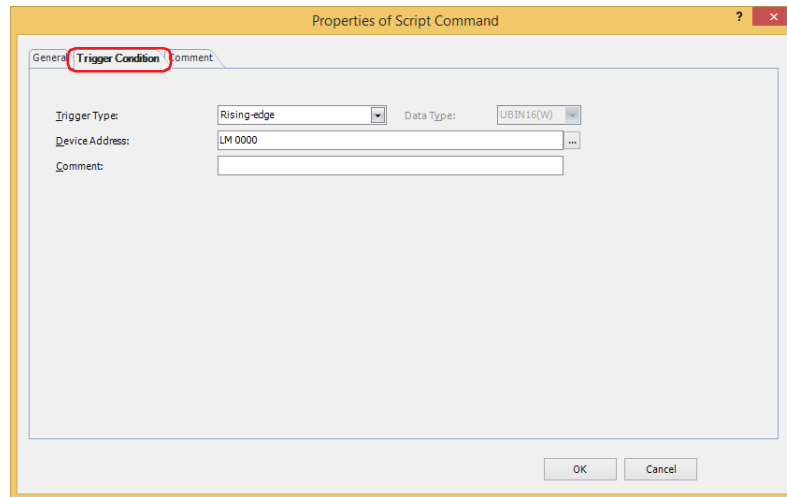 Properties of Script Command
?
General Trigger Condition Comment
Trigger Type: Rising-edge Data Type: UBIN16(W)
Device Address: LM 0000 ...
Comment:
OK Cancel